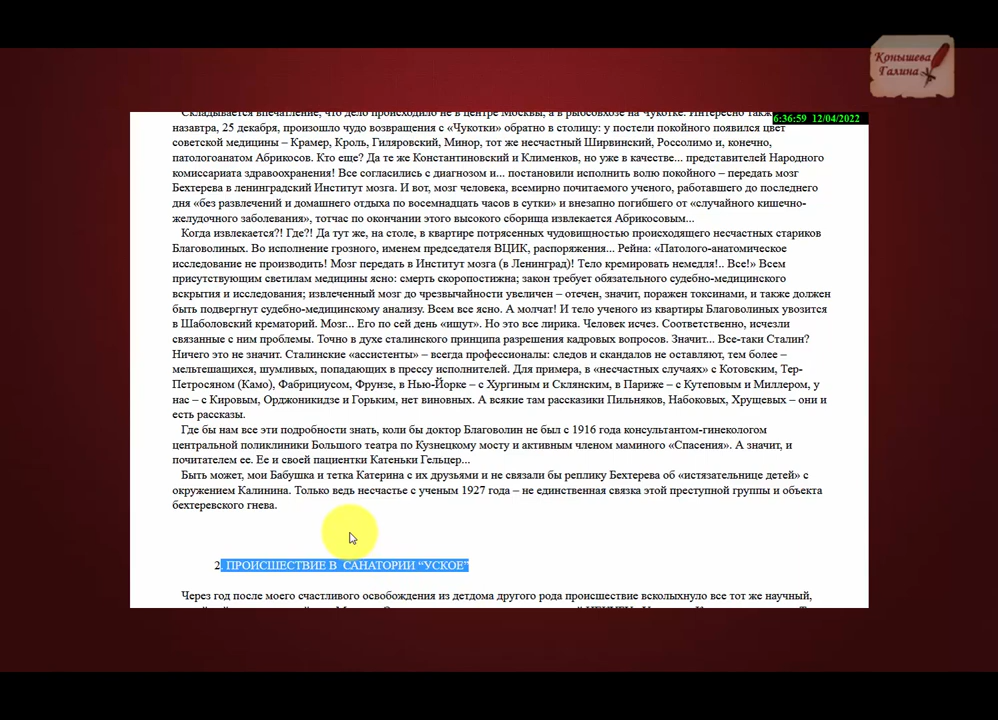 Конышева
Галина
6:36:59 12/04/2022
Складывается впечатление, что дело происходило не в центре Москвы, а в рыбосовхозе на Чукотке. Интересно
назавтра, 25 декабря, произошло чудо возвращения с «Чукотки» обратно в столицу: у постели покойного появился цвет
советской медицины – Крамер, Кроль, Гиляровский, Минор, тот же несчастный Ширвинский, Россолимо и, конечно,
патологоанатом Абрикосов. Кто еще? Да те же Константиновский и Клименков, но уже в качестве... представителей Народного
комиссариата здравоохранения! Все согласились с диагнозом и... постановили исполнить волю покойного – передать мозг
Бехтерева в ленинградский Институт мозга. И вот, мозг человека, всемирно почитаемого ученого, работавшего до последнего
дня «без развлечений и домашнего отдыха по восемнадцать часов в сутки» и внезапно погибшего от «случайного кишечно-
желудочного заболевания», тотчас по окончании этого высокого сборища извлекается Абрикосовым...
Когда извлекается?! Где?! Да тут же, на столе, в квартире потрясенных чудовищностью происходящего несчастных стариков
Благоволиных. Во исполнение грозного, именем председателя ВЦИК, распоряжения... Рейна: «Патолого-анатомическое
исследование не производить! Мозг передать в Институт мозга (в Ленинград)! Тело кремировать немедля!.. Все!» Всем
присутствующим светилам медицины ясно: смерть скоропостижна; закон требует обязательного судебно-медицинского
вскрытия и исследования; извлеченный мозг до чрезвычайности увеличен – отечен, значит, поражен токсинами, и также должен
быть подвергнут судебно-медицинскому анализу. Всем все ясно. А молчат! И тело ученого из квартиры Благоволиных увозится
в Шаболовский крематорий. Мозг... Его по сей день «ищут». Но это все лирика. Человек исчез. Соответственно, исчезли
связанные с ним проблемы. Точно в духе сталинского принципа разрешения кадровых вопросов. Значит... Все-таки Сталин?
Ничего это не значит. Сталинские «ассистенты» – всегда профессионалы: следов и скандалов не оставляют, тем более –
мельтешащихся, шумливых, попадающих в прессу исполнителей. Для примера, в «несчастных случаях» с Котовским, Тер-
Петросяном (Камо), Фабрициусом, Фрунзе, в Нью-Йорке – с Хургиным и Склянским, в Париже – с Кутеповым и Миллером, у
нас – с Кировым, Орджоникидзе и Горьким, нет виновных. А всякие там рассказики Пильняков, Набоковых, Хрущевых – они и
есть рассказы.
Где бы нам все эти подробности знать, коли бы доктор Благоволин не был с 1916 года консультантом-гинекологом
центральной поликлиники Большого театра по Кузнецкому мосту и активным членом маминого «Спасения». А значит, и
почитателем ее. Ее и своей пациентки Катеньки Гельцер...
Быть может, мои Бабушка и тетка Катерина с их друзьями и не связали бы реплику Бехтерева об «истязательнице детей» с
окружением Калинина. Только ведь несчастье с ученым 1927 года – не единственная связка этой преступной группы и объекта
бехтеревского гнева.
2 ПРОИСШЕСТВИЕ В САНАТОРИИ “УСКОЕ”
Через год после моего счастливого освобождения из детдома другого рода происшествие всколыхнуло все тот же научный,